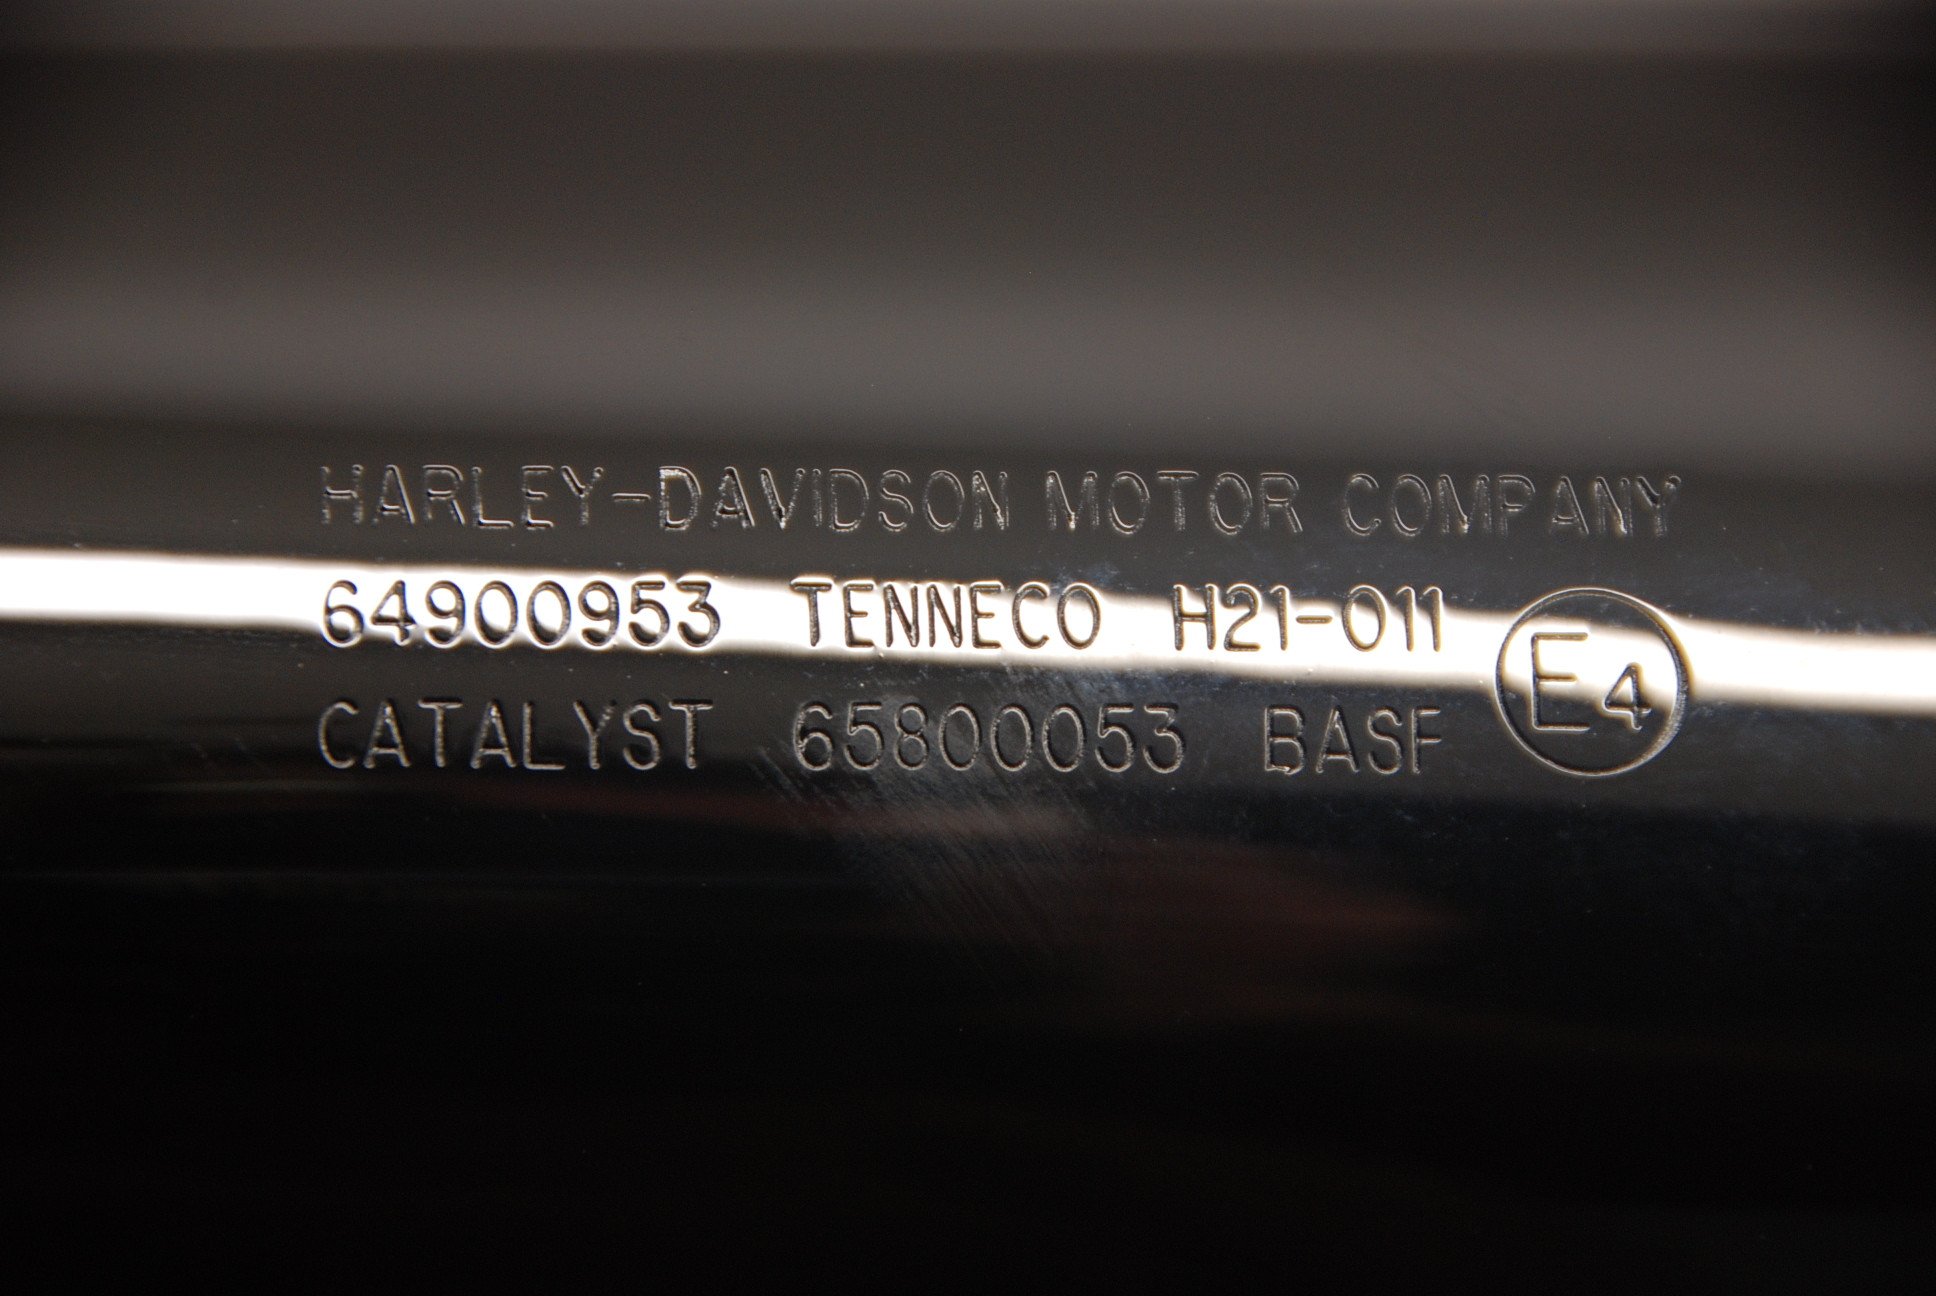 HARLEY-DAVIDSON MOTOR COMPANY
64900953 TENNECO H21-011
CATALYST 65800053 BASF
E4